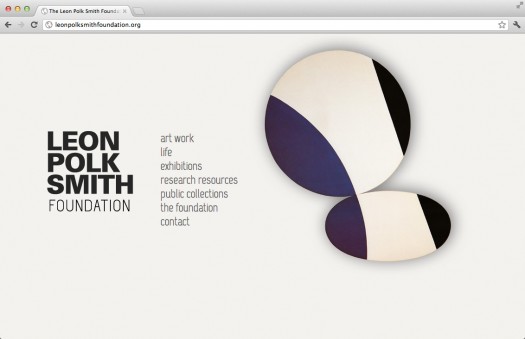 The Leon Polk Smith Founda
leonpolksmithfoundation.org
LEON
POLK
SMITH
FOUNDATION
art work
life
exhibitions
research resources
public collections
the foundation
contact